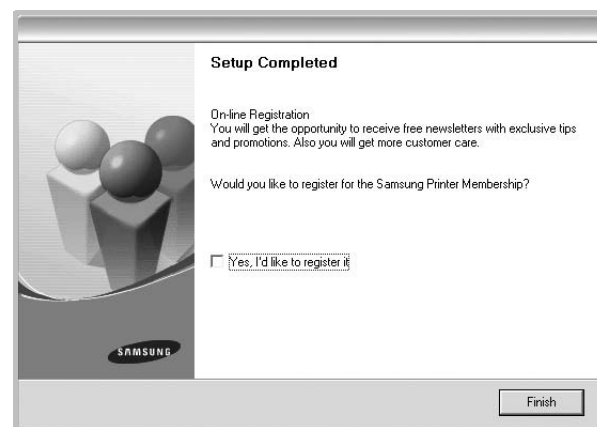 Setup Completed
On-line Registration
You will get the opportunity to receive free newsletters with exclusive tips
and promotions. Also you will get more customer care.
Would you like to register for the Samsung Printer Membership?
Yes, I'd like to register it
SAMSUNG
Finish